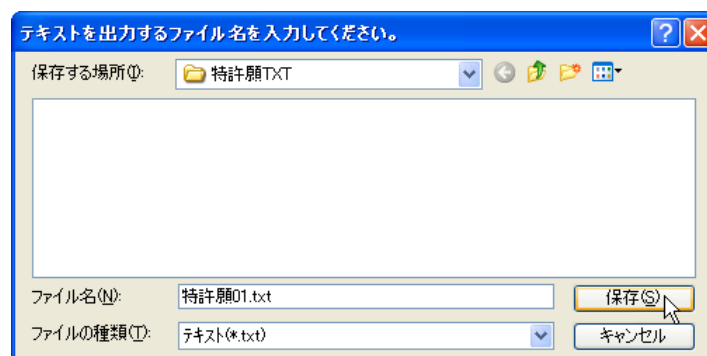 テキストを出力するファイル名を入力してください。
保存する場所(I): 特許願TXT
ファイル名(N): 特許願01.txt 保存(S)
ファイルの種類(T): テキスト(*.txt) キャンセル